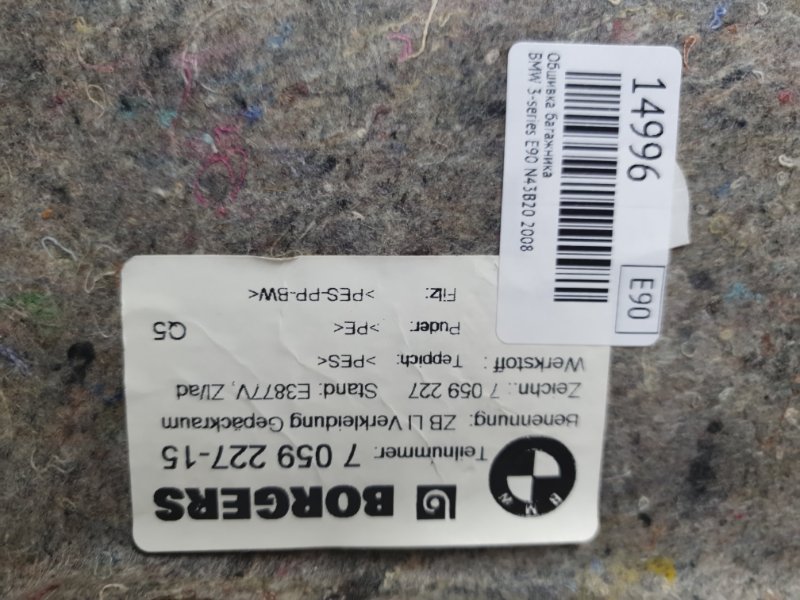 14996
Обшивка багажника
BMW 3-series E90 N43B20 2008
E90
BMW
BORGERS
Teilnummer: 7 059 227-15
Benennung: ZB LI Verkleidung Gepäckraum
Zeichn.: 7 059 227 Stand: E3877V, ZI/ad
Werkstoff: Teppich: >PES<
Puder: >PE< Q5
Filz: >PES-PP-BW<